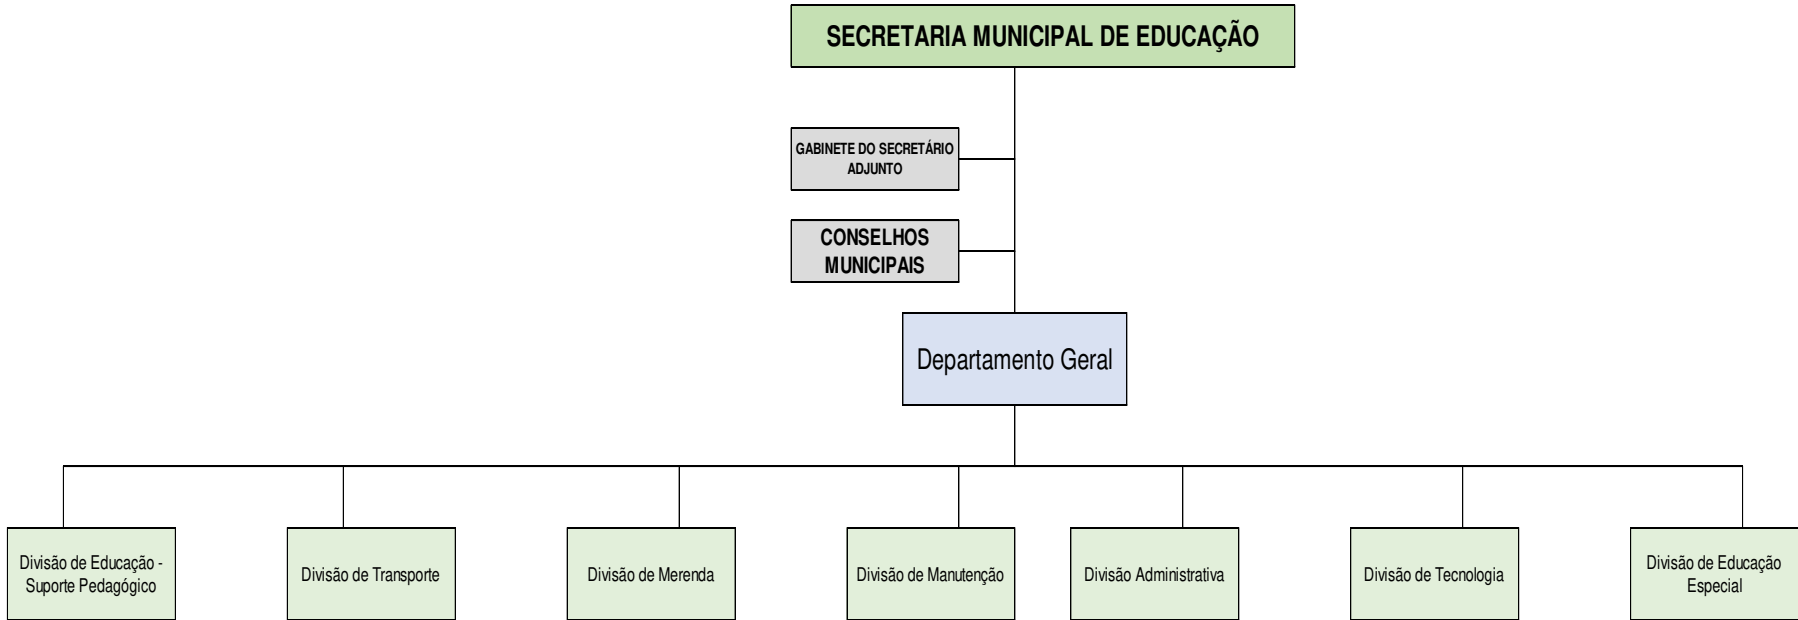 SECRETARIA MUNICIPAL DE EDUCAÇÃO
GABINETE DO SECRETÁRIO
ADJUNTO
CONSELHOS
MUNICIPAIS
Departamento Geral
Divisão de Educação -
Suporte Pedagógico
Divisão de Transporte
Divisão de Merenda
Divisão de Manutenção
Divisão Administrativa
Divisão de Tecnologia
Divisão de Educação
Especial